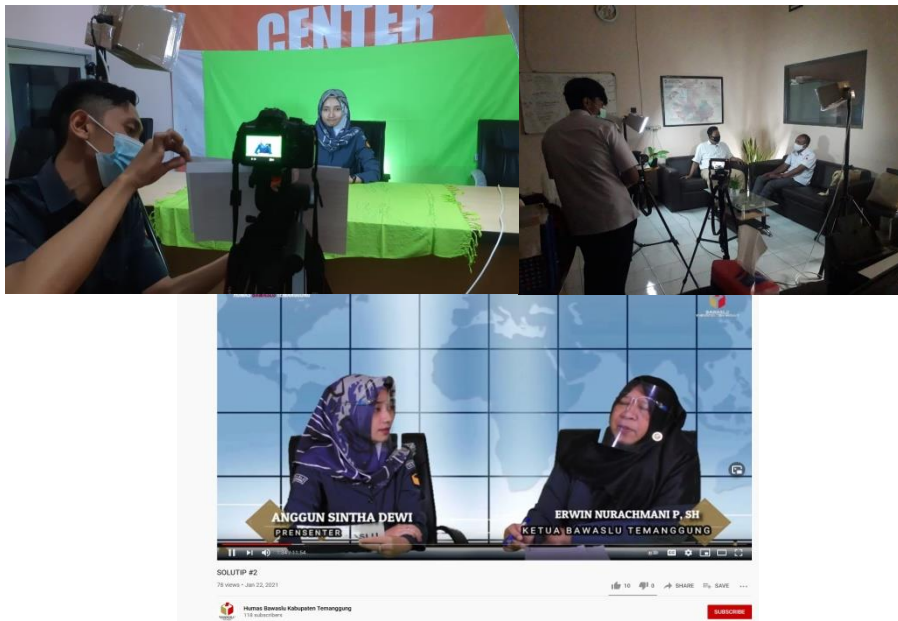 CENTER
ANGGUN SINTHA DEWI
PRENSENTER
ERWIN NURACHMANI P, SH
KETUA BAWASLU TEMANGGUNG
SOLUTIP #2
76 views • Jan 22, 2021
10
0
SHARE
SAVE
Humas Bawaslu Kabupaten Temanggung
118 subscribers
SUBSCRIBE